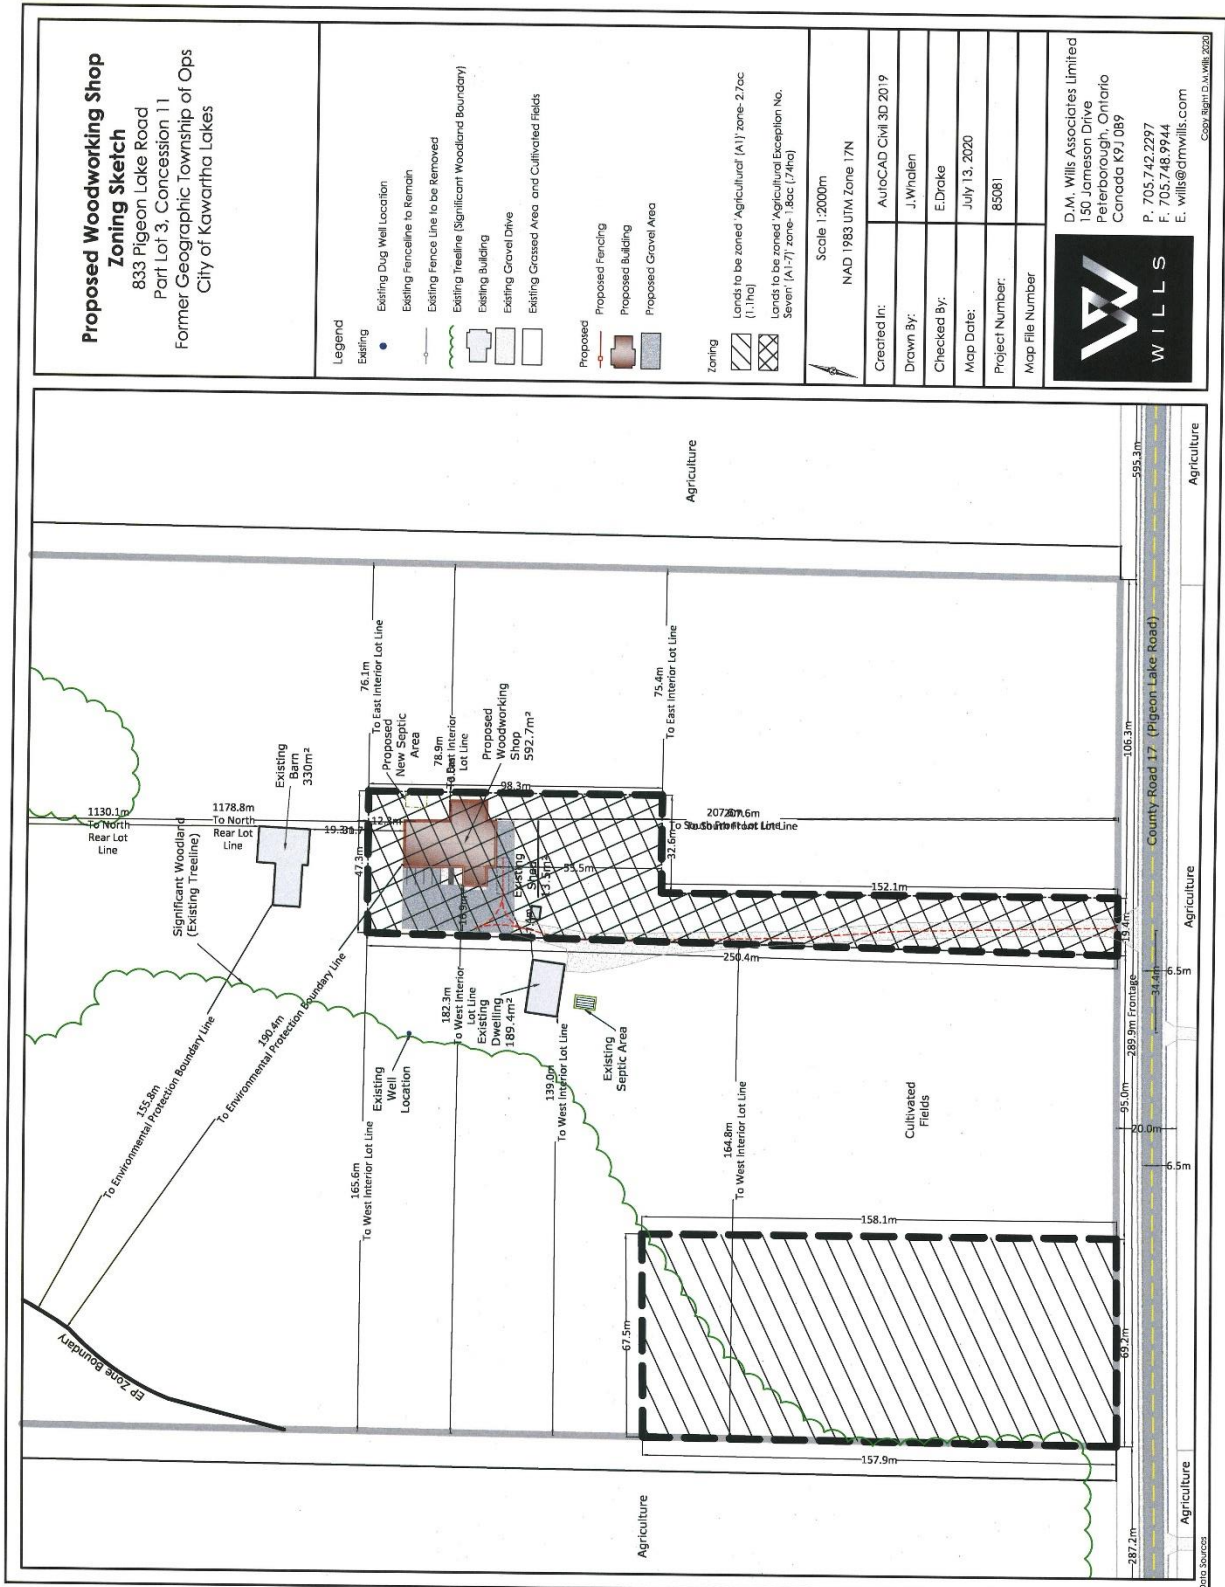 Proposed Woodworking Shop
Zoning Sketch
833 Pigeon Lake Road
Part Lot 3, Concession 11
Former Geographic Township of Ops
City of Kawartha Lakes
Legend
Existing
Existing Dug Well Location
Existing Fenceline to Remain
Existing Fence Line to be Removed
Existing Treeline (Significant Woodland Boundary)
Existing Building
Existing Gravel Drive
Existing Grassed Area and Cultivated Fields
Proposed
Proposed Fencing
Proposed Building
Proposed Gravel Area
Zoning
Lands to be zoned 'Agricultural' (A1)' zone- 2.7ac
(1.1ha)
Lands to be zoned 'Agricultural Exception No.
Seven' (A1-7)' zone- 1.8ac (.74ha)
Scale 1:2000m
NAD 1983 UTM Zone 17N
Created In: AutoCAD Civil 3D 2019
Drawn By: J.Whalen
Checked By: E.Drake
Map Date: July 13, 2020
Project Number: 85081
Map File Number
WILLS
D.M. Wills Associates Limited
150 Jameson Drive
Peterborough, Ontario
Canada K9J 0B9
P. 705.742.2297
F. 705.748.9944
E. wills@dmwills.com
Copy Right D.M.Wills 2020
Agriculture
595.3m
Agriculture
76.1m
To East Interior Lot Line
78.9m
Lot Line
75.4m
To East Interior Lot Line
106.3m
Proposed
New Septic
Area
Proposed
Woodworking
Shop
592.7m²
Existing
Barn
330m²
1130.1m
To North
Rear Lot
Line
1178.8m
To North
Rear Lot
Line
Significant Woodland
(Existing Treeline)
98.3m
47.3m
12.3m
32.6m
152.1m
Existing
55.5m
19.4m
250.4m
County Road 17 (Pigeon Lake Road)
Agriculture
6.5m
34.4m
289.9m Frontage
182.3m
To West Interior
Lot Line
Existing
Dwelling
189.4m²
Existing
Septic Area
Existing
Well
Location
155.8m
To Environmental Protection Boundary Line
190.4m
To Environmental Protection Boundary Line
165.6m
To West Interior Lot Line
139.0m
To West Interior Lot Line
164.8m
To West Interior Lot Line
Cultivated
Fields
95.0m
20.0m
6.5m
158.1m
67.5m
69.2m
157.9m
EP Zone Boundary
Agriculture
287.2m
Agriculture
Data Sources